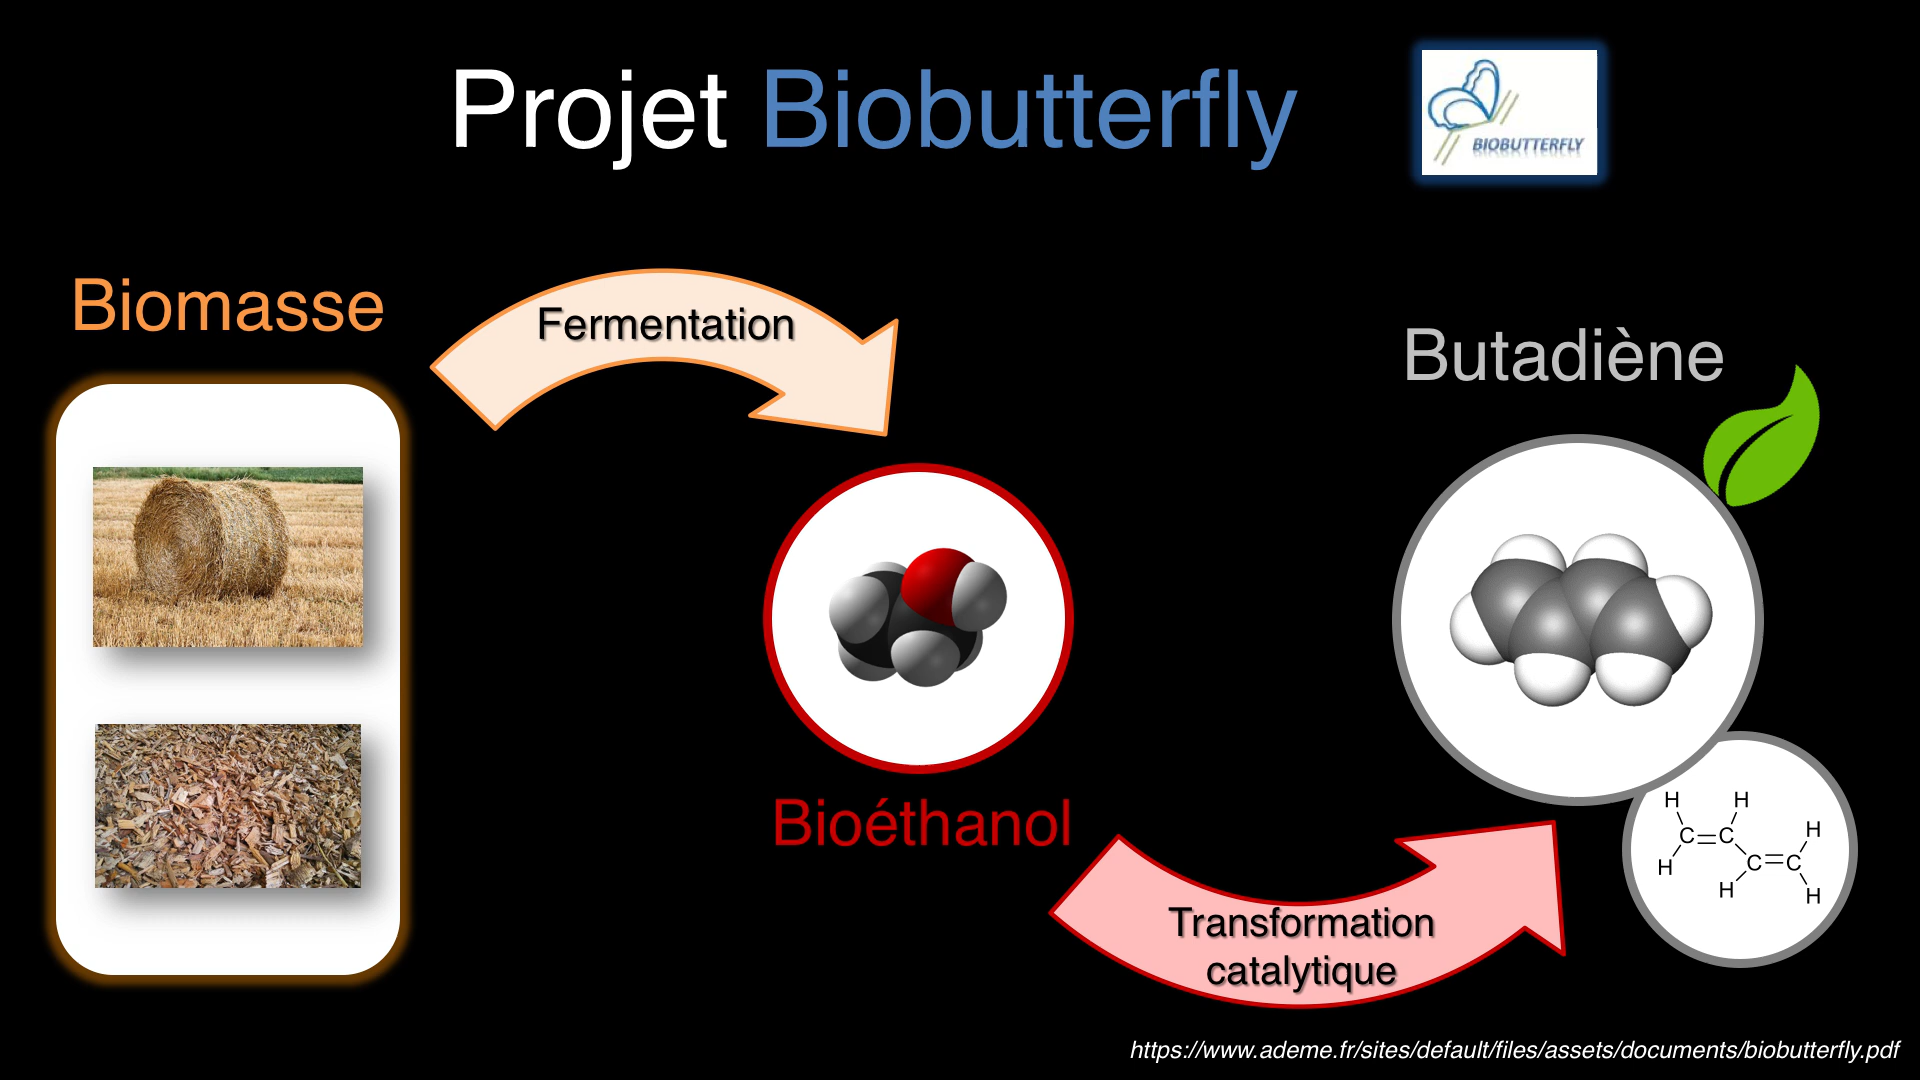 Projet Biobutterfly
BIOBUTTERFLY
Biomasse
Fermentation
Butadiène
Bioéthanol
H H
C=C H
H C=C
H H
Transformation
catalytique
https://www.ademe.fr/sites/default/files/assets/documents/biobutterfly.pdf